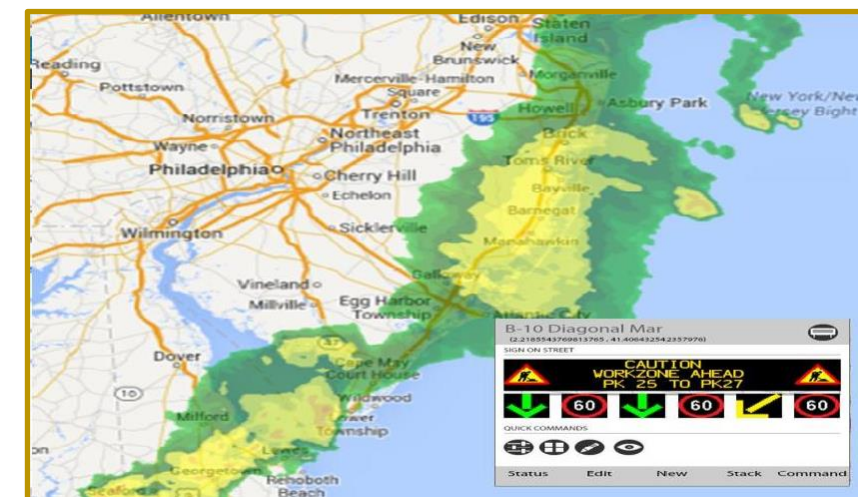 Allentown
Edison
Staten
Island
New
Brunswick
Reading
Pottstown
Mercerville-Hamilton
Square
Morganville
Trenton
195
Howell
Asbury Park
New York/New
Jersey Bight
Norristown
Northeast
Philadelphia
Brick
Wayne
Toms River
Philadelphia
Cherry Hill
Bayville
Echelon
Barnegat
Wilmington
Sicklerville
Manahawkin
Galloway
Vineland
Millville
Egg Harbor
Township
Atlantic City
Dover
Cape May
Court House
Wildwood
Lower
Township
Milford
Lewes
Georgetown
Rehoboth
Beach
Seaford
B-10 Diagonal Mar
SIGN ON STREET
CAUTION
WORKZONE AHEAD
PK 25 TO PK27
60
60
60
QUICK COMMANDS
Status Edit New Stack Command